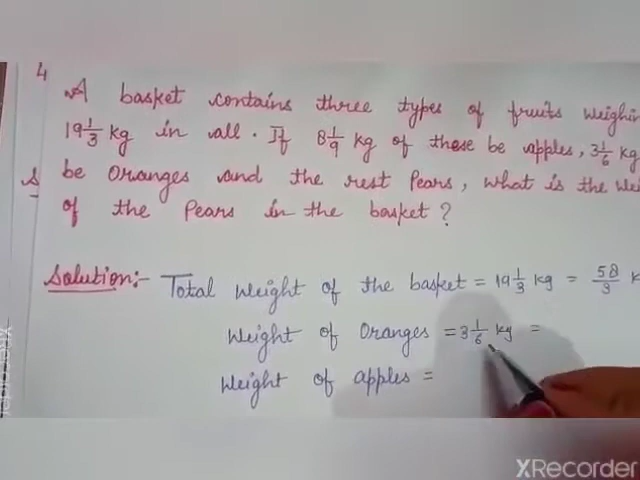 4
A basket contains three types of fruits weighin
19 1/3 kg in all. If 8 1/9 kg of these be apples, 3 1/6 kg
be Oranges and the rest Pears, what is the wei
of the Pears in the basket?
Solution:- Total Weight of the basket = 19 1/3 kg = 58/3 K
Weight of Oranges = 3 1/6 kg =
Weight of apples =
XRecorder